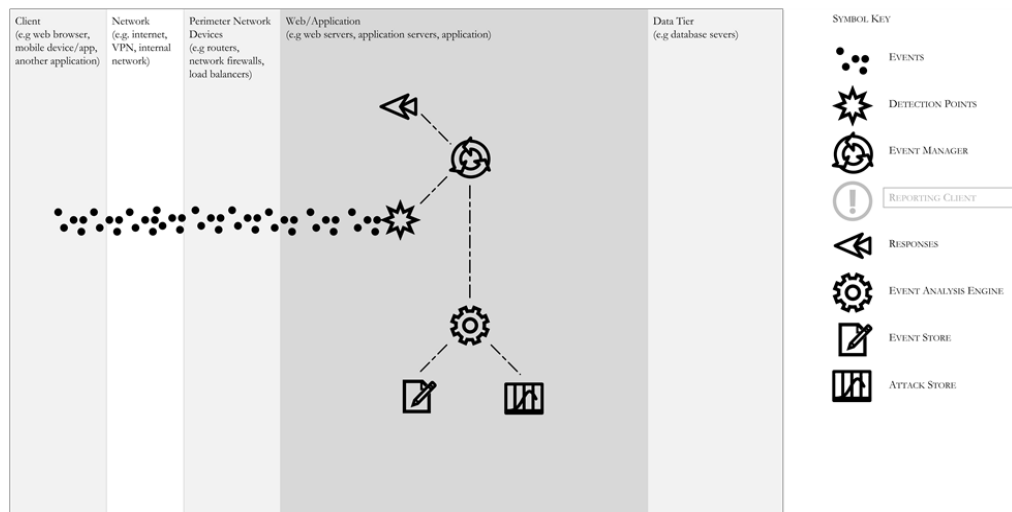 Client
(e.g web browser,
mobile device/app,
another application)
Network
(e.g. internet,
VPN, internal
network)
Perimeter Network
Devices
(e.g routers,
network firewalls,
load balancers)
Web/Application
(e.g web servers, application servers, application)
Data Tier
(e.g database severs)
Symbol Key
Events
Detection Points
Event Manager
Reporting Client
Responses
Event Analysis Engine
Event Store
Attack Store